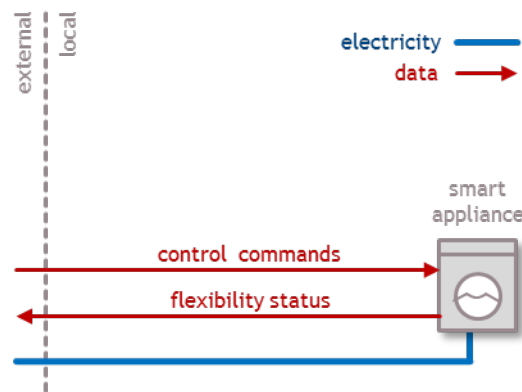 external
local
electricity
data
smart
appliance
control commands
flexibility status